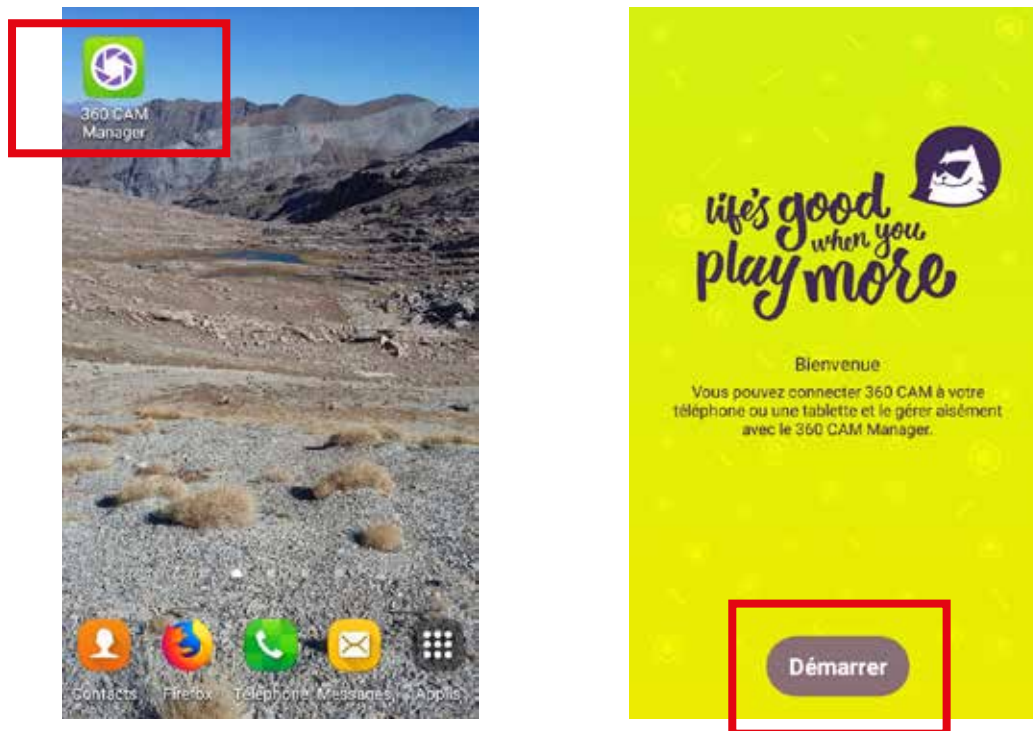 360 CAM
Manager
Contacts
Firefox
Téléphone
Messages
Applis
life's good
when you
play more
Bienvenue
Vous pouvez connecter 360 CAM à votre
téléphone ou une tablette et le gérer aisément
avec le 360 CAM Manager.
Démarrer